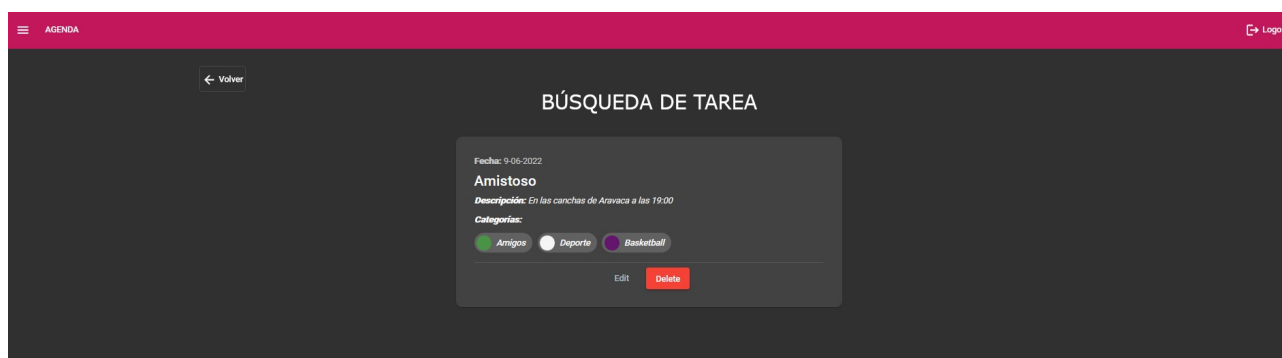 AGENDA
Logo
Volver
BÚSQUEDA DE TAREA
Fecha: 9-06-2022
Amistoso
Descripción: En las canchas de Aravaca a las 19:00
Categorías:
Amigos Deporte Basketball
Edit Delete